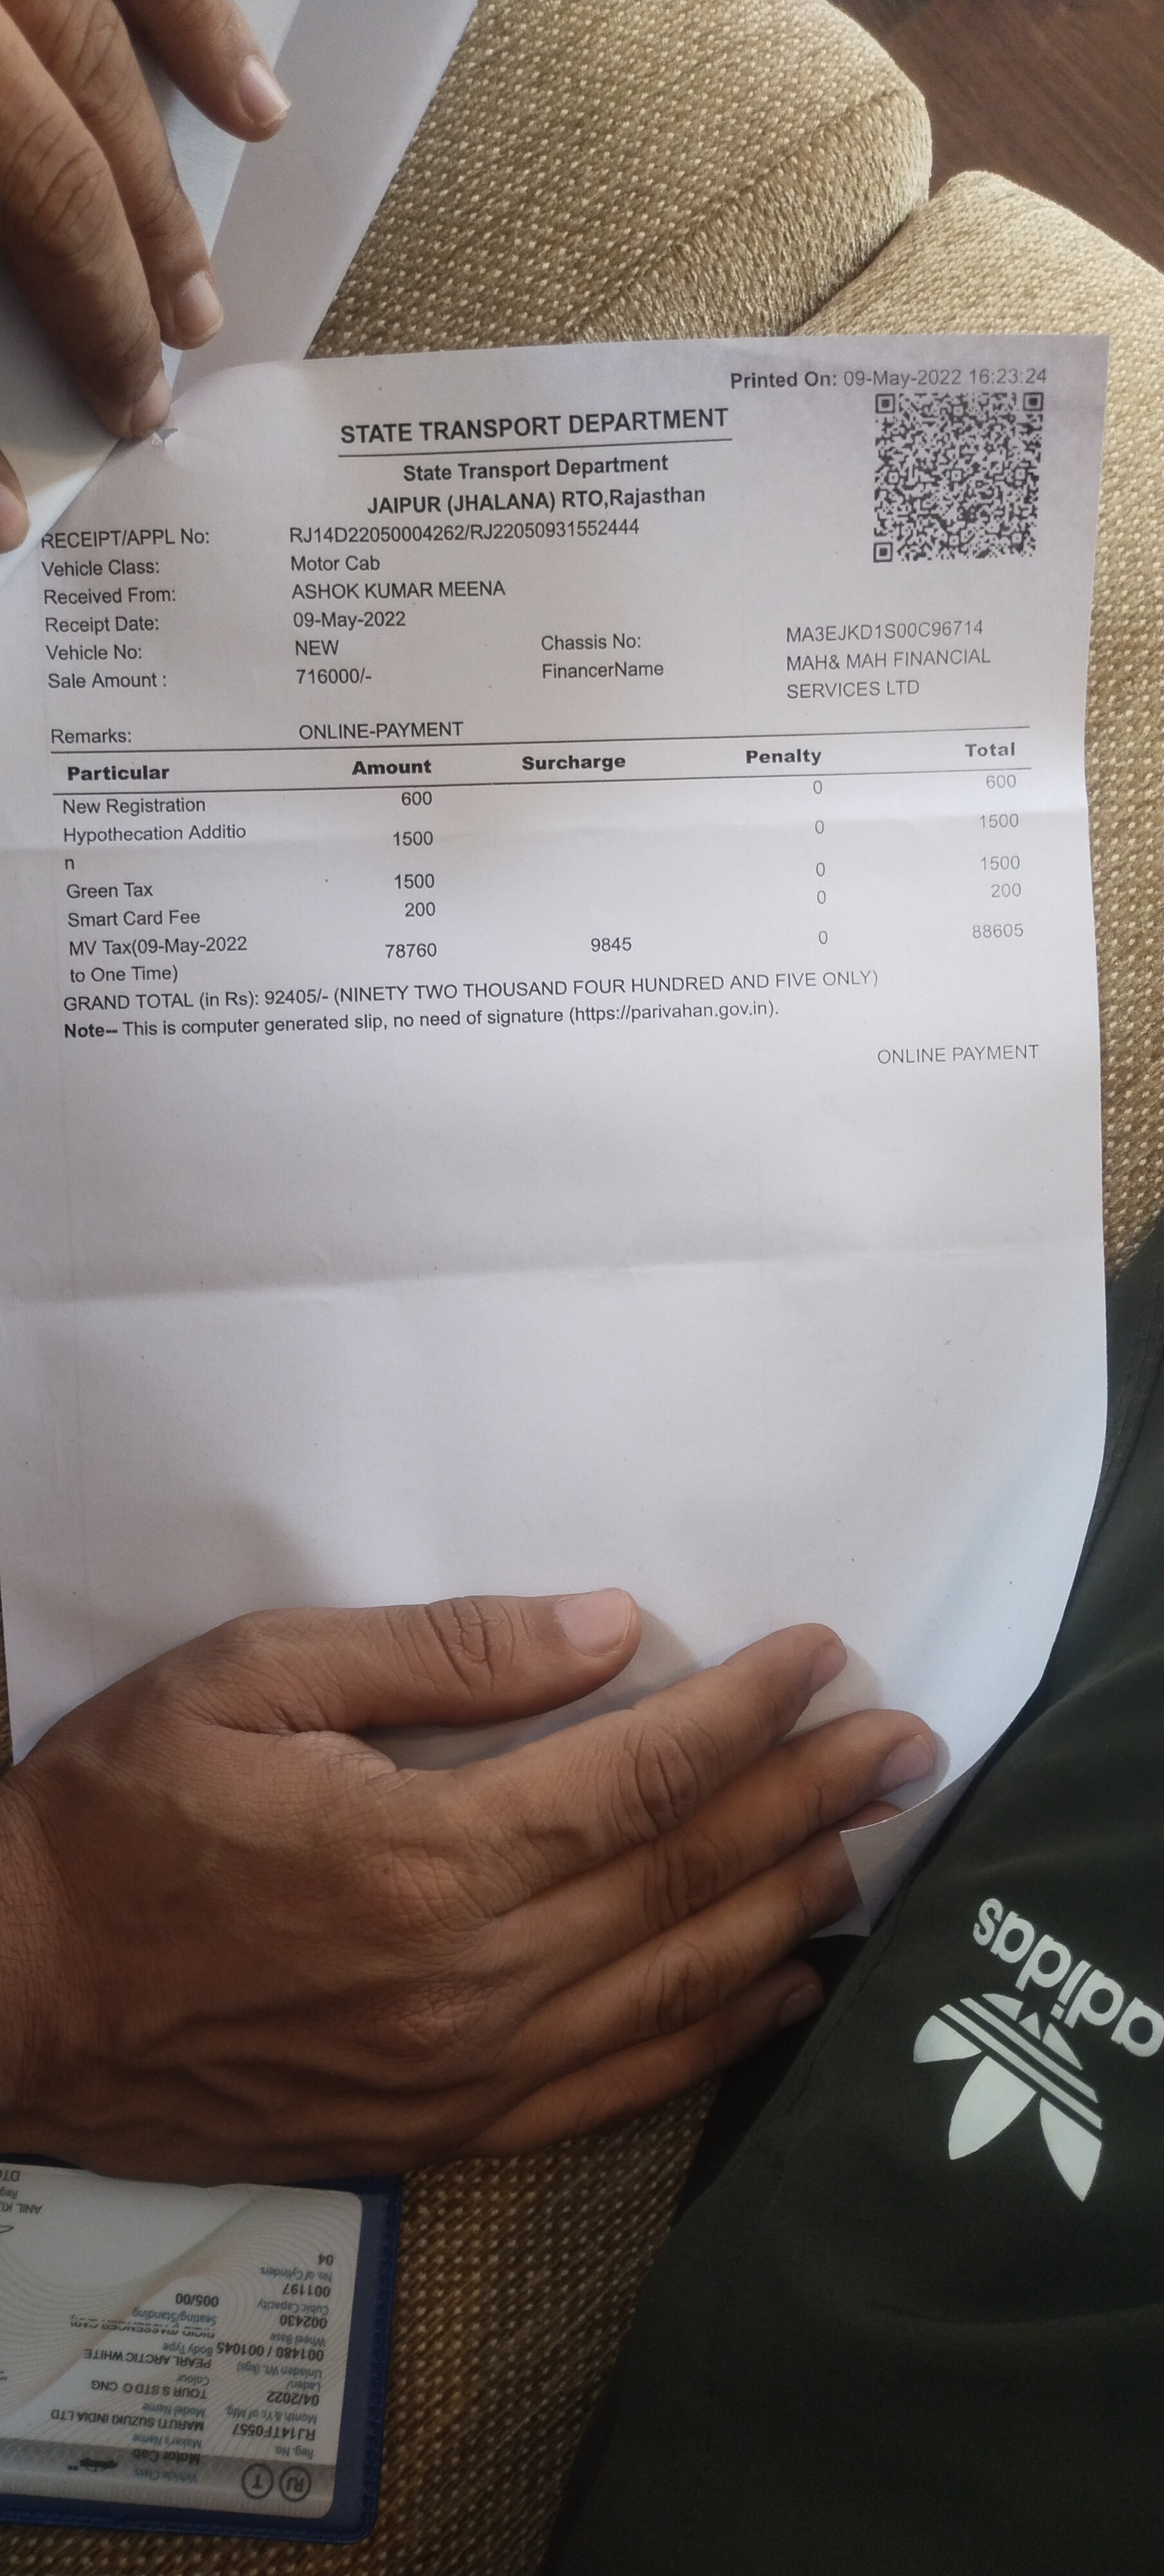 Printed On: 09-May-2022 16:23:24
STATE TRANSPORT DEPARTMENT
State Transport Department
JAIPUR (JHALANA) RTO,Rajasthan
RECEIPT/APPL No: RJ14D22050004262/RJ22050931552444
Vehicle Class: Motor Cab
Received From: ASHOK KUMAR MEENA
Receipt Date: 09-May-2022
Vehicle No: NEW Chassis No: MA3EJKD1S00C96714
Sale Amount : 716000/- FinancerName MAH& MAH FINANCIAL
SERVICES LTD
Remarks: ONLINE-PAYMENT
Particular Amount Surcharge Penalty Total
New Registration 600 0 600
Hypothecation Additio
n 1500 0 1500
Green Tax 1500 0 1500
Smart Card Fee 200 0 200
MV Tax(09-May-2022
to One Time) 78760 9845 0 88605
GRAND TOTAL (in Rs): 92405/- (NINETY TWO THOUSAND FOUR HUNDRED AND FIVE ONLY)
Note-- This is computer generated slip, no need of signature (https://parivahan.gov.in).
ONLINE PAYMENT
adidas
RJ T Vehicle Class
Motor Cab
Reg. No. Maker's Name
RJ14TF0557 MARUTI SUZUKI INDIA LTD
Month & Yr. of Mfg. Model Name
04/2022 TOUR S STD O CNG
Laden/ Colour
Unladen Wt. (kgs) PEARL ARCTIC WHITE
001480 / 001045 Body Type
Wheel Base
002430 Seating/Standing
Cubic Capacity 005/00
001197
No. of Cylinders
04